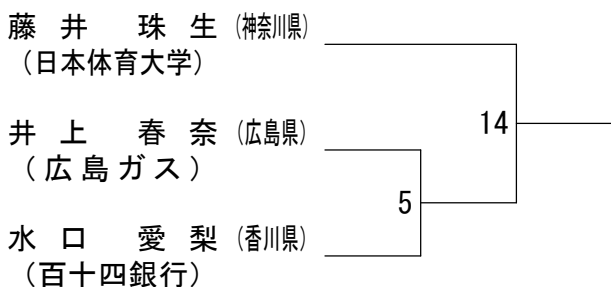 藤井 珠生 (神奈川県)
(日本体育大学)
14
井上 春奈 (広島県)
(広島ガス)
5
水口 愛梨 (香川県)
(百十四銀行)